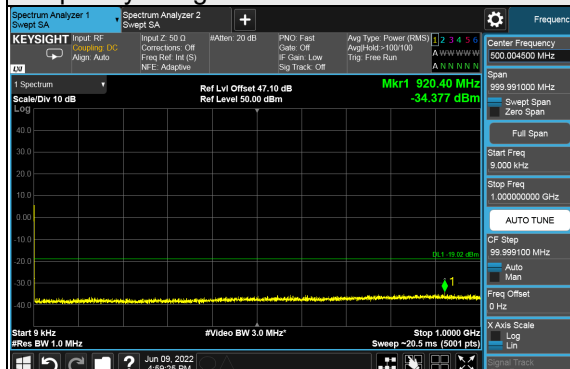 Spectrum Analyzer 1
Swept SA
Spectrum Analyzer 2
Swept SA
+
Frequenc
KEYSIGHT
Input: RF
Coupling: DC
Align: Auto
Input Z: 50 Ω
Corrections: Off
Freq Ref: Int (S)
NFE: Adaptive
#Atten: 20 dB
PNO: Fast
Gate: Off
IF Gain: Low
Sig Track: Off
Avg Type: Power (RMS)
Avg|Hold:>100/100
Trig: Free Run
1 2 3 4 5 6
A W W W W W
A N N N N N
LXI
1 Spectrum
Scale/Div 10 dB
Log
Ref Lvl Offset 47.10 dB
Ref Level 50.00 dBm
Mkr1 920.40 MHz
-34.377 dBm
40.0
30.0
20.0
10.0
0.00
-10.0
-20.0
-30.0
-40.0
DL1 -19.02 dBm
1
Start 9 kHz
#Res BW 1.0 MHz
#Video BW 3.0 MHz*
Stop 1.0000 GHz
Sweep ~20.5 ms (5001 pts)
Center Frequency
500.004500 MHz
Span
999.991000 MHz
Swept Span
Zero Span
Full Span
Start Freq
9.000 kHz
Stop Freq
1.000000000 GHz
AUTO TUNE
CF Step
99.999100 MHz
Auto
Man
Freq Offset
0 Hz
X Axis Scale
Log
Lin
Signal Track
?
Jun 09, 2022
4:59:25 PM